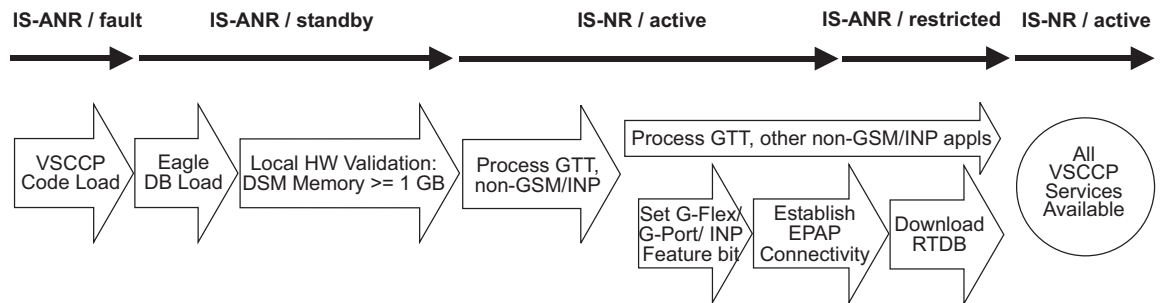 IS-ANR / fault
IS-ANR / standby
IS-NR / active
IS-ANR / restricted
IS-NR / active
VSCCP
Code Load
Eagle
DB Load
Local HW Validation:
DSM Memory >= 1 GB
Process GTT,
non-GSM/INP
Process GTT, other non-GSM/INP appls
Set G-Flex/
G-Port/ INP
Feature bit
Establish
EPAP
Connectivity
Download
RTDB
All
VSCCP
Services
Available